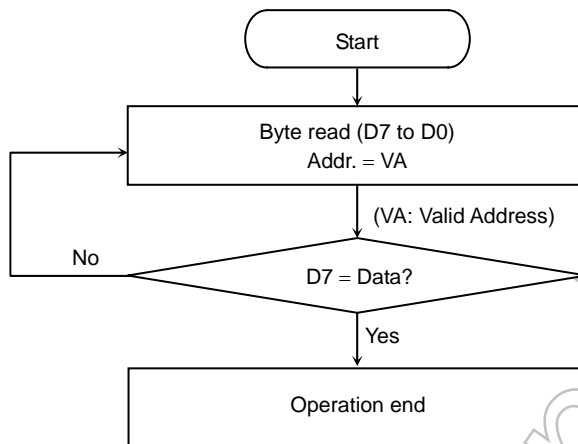 Start
Byte read (D7 to D0)
Addr. = VA
(VA: Valid Address)
No
D7 = Data?
Yes
Operation end